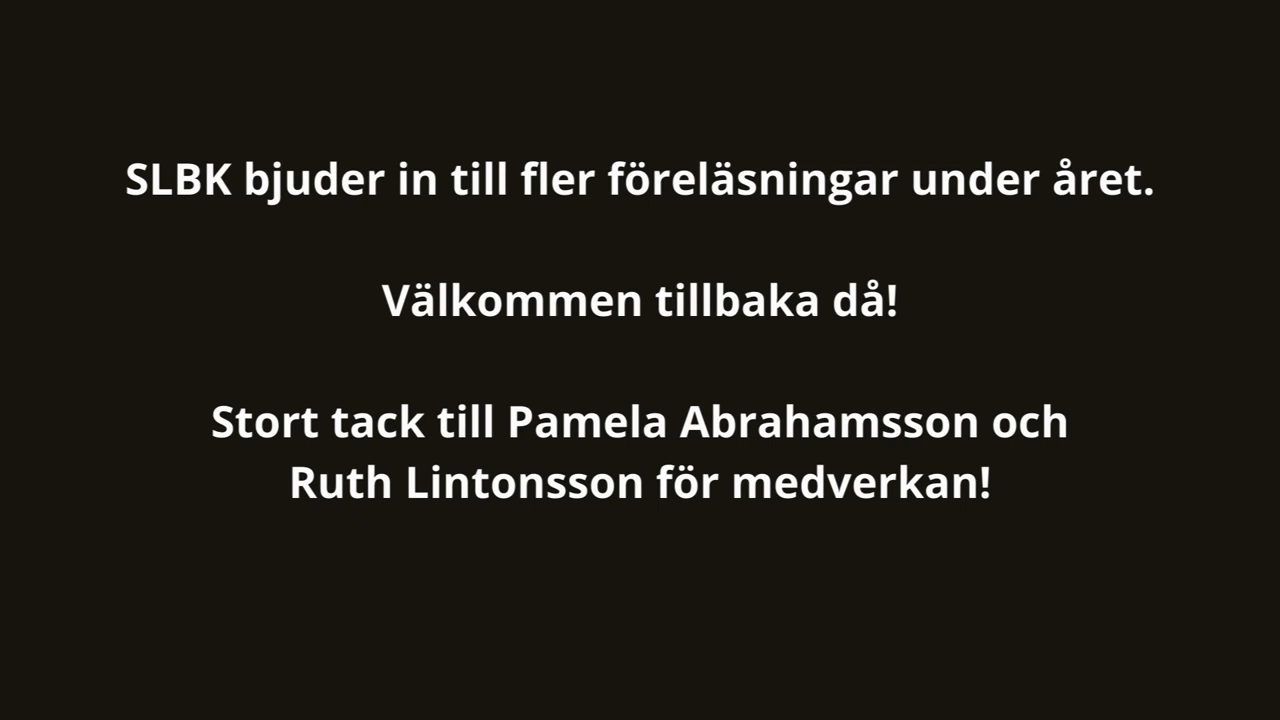 SLBK bjuder in till fler föreläsningar under året.
Välkommen tillbaka då!
Stort tack till Pamela Abrahamsson och
Ruth Lintonsson för medverkan!